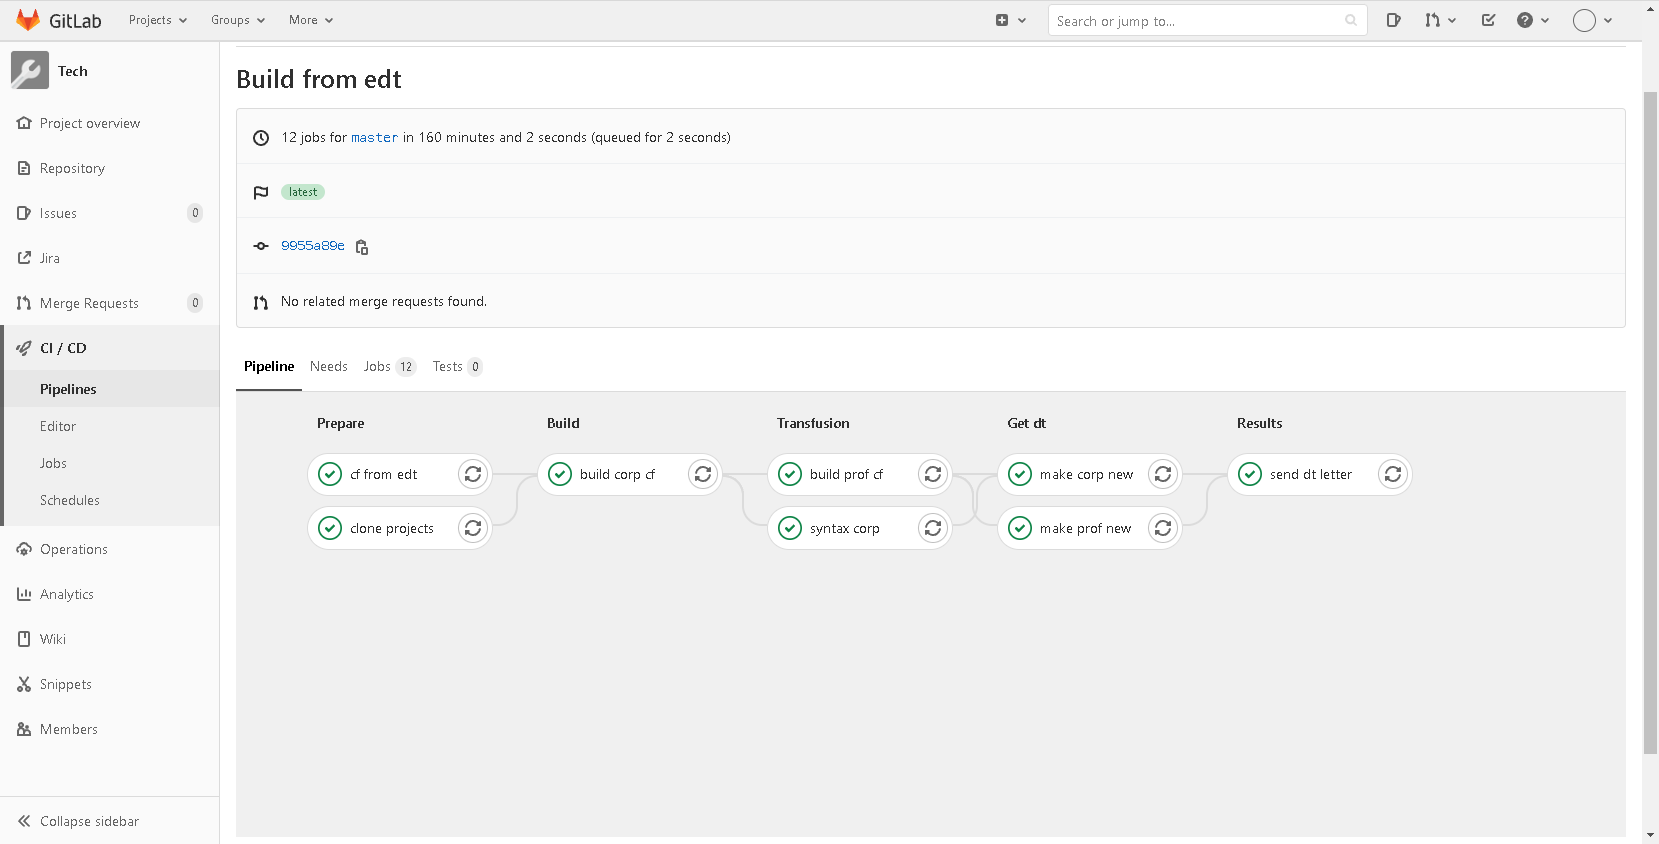 GitLab Projects Groups More Search or jump to...
Tech
Project overview
Repository
Issues 0
Jira
Merge Requests 0
CI / CD
Pipelines
Editor
Jobs
Schedules
Operations
Analytics
Wiki
Snippets
Members
Collapse sidebar
Build from edt
12 jobs for master in 160 minutes and 2 seconds (queued for 2 seconds)
latest
9955a89e
No related merge requests found.
Pipeline Needs Jobs 12 Tests 0
Prepare Build Transfusion Get dt Results
cf from edt build corp cf build prof cf make corp new send dt letter
clone projects syntax corp make prof new